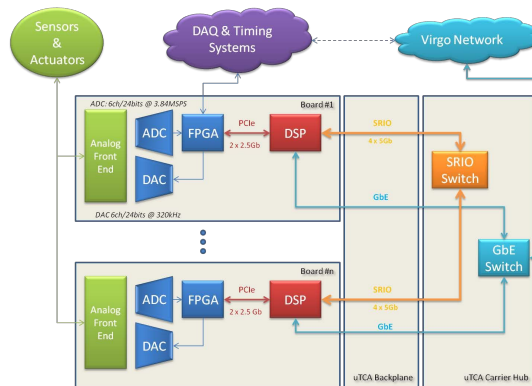 Sensors
&
Actuators
DAQ & Timing
Systems
Virgo Network
ADC: 6ch/24bits @ 3.84MSPS
Board #1
Analog
Front
End
ADC
DAC
FPGA
PCIe
2 x 2.5Gb
DSP
SRIO
4 x 5Gb
GbE
SRIO
Switch
DAC 6ch/24bits @ 320kHz
GbE
Switch
Board #n
Analog
Front
End
ADC
DAC
FPGA
PCIe
2 x 2.5 Gb
DSP
SRIO
4 x 5Gb
GbE
uTCA Backplane
uTCA Carrier Hub